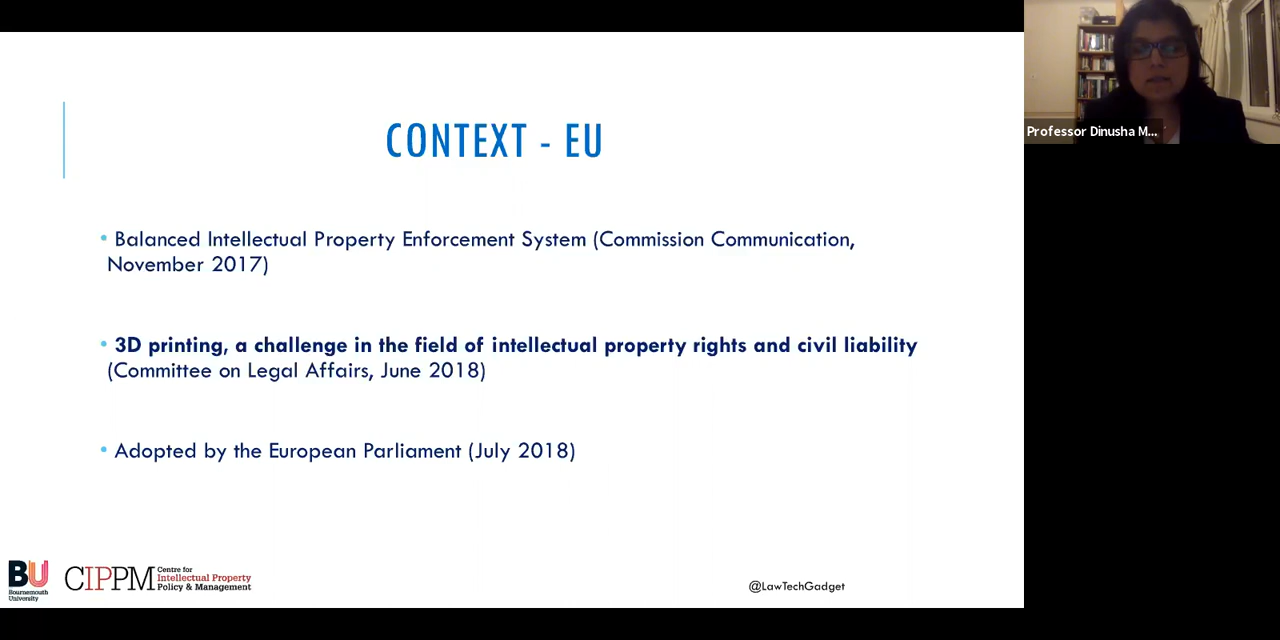 CONTEXT - EU
• Balanced Intellectual Property Enforcement System (Commission Communication,
November 2017)
• 3D printing, a challenge in the field of intellectual property rights and civil liability
(Committee on Legal Affairs, June 2018)
• Adopted by the European Parliament (July 2018)
BU
Bournemouth
University
CIPPM
Centre for
Intellectual Property
Policy & Management
@LawTechGadget
Professor Dinusha M...